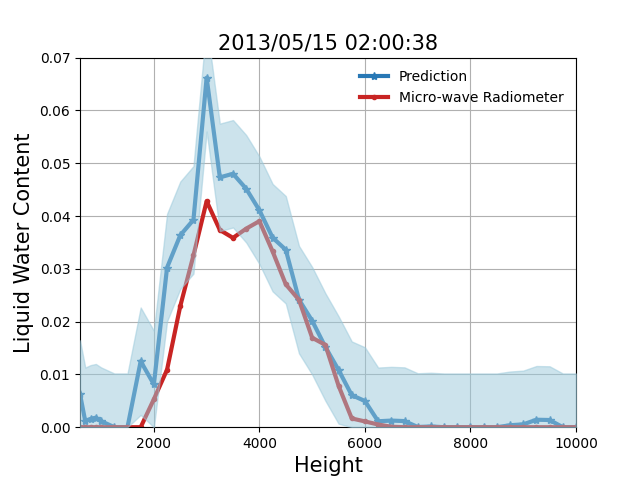 2013/05/15 02:00:38
0.07
0.06
0.05
0.04
0.03
0.02
0.01
0.00
Liquid Water Content
Prediction
Micro-wave Radiometer
2000 4000 6000 8000 10000
Height